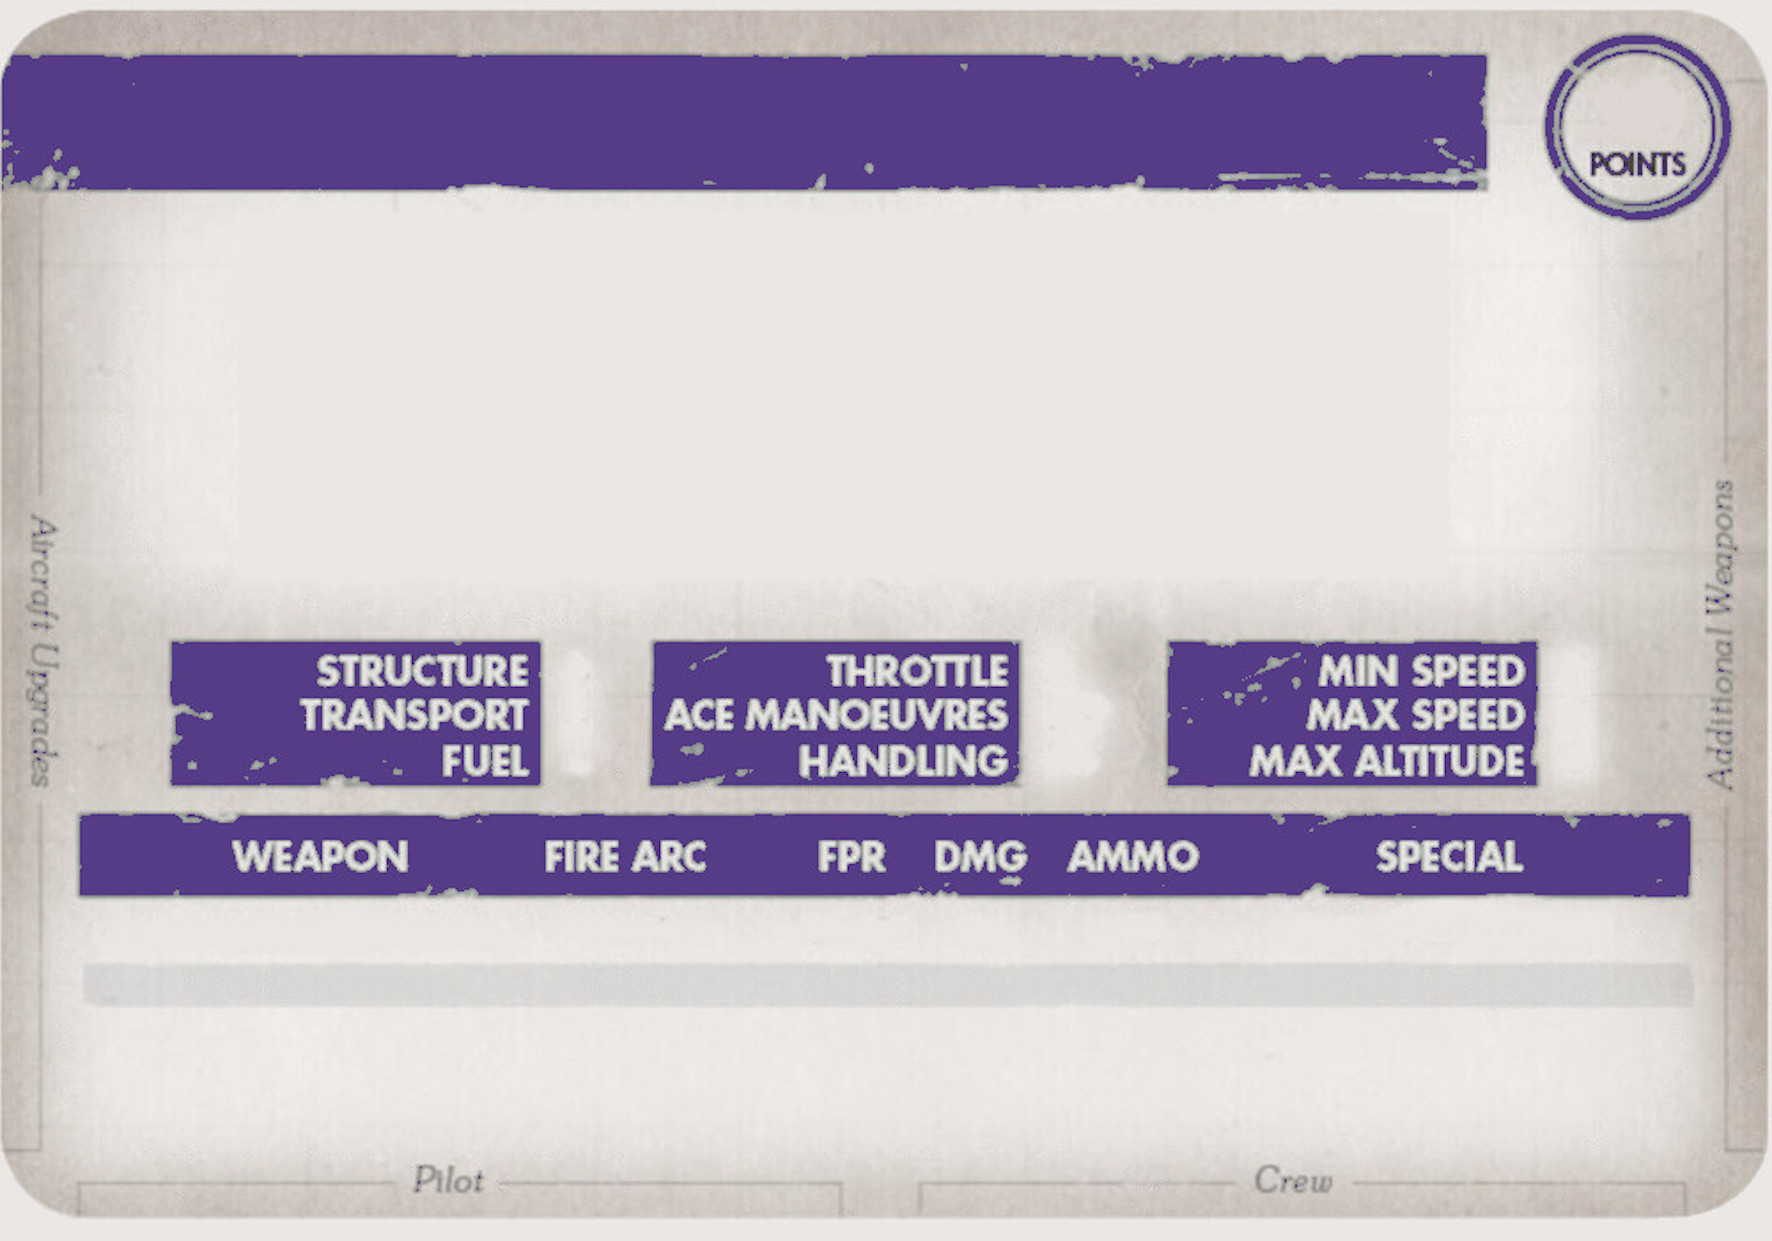 POINTS
Aircraft Upgrades
Additional Weapons
STRUCTURE
TRANSPORT
FUEL
THROTTLE
ACE MANOEUVRES
HANDLING
MIN SPEED
MAX SPEED
MAX ALTITUDE
WEAPON FIRE ARC FPR DMG AMMO SPECIAL
Pilot
Crew